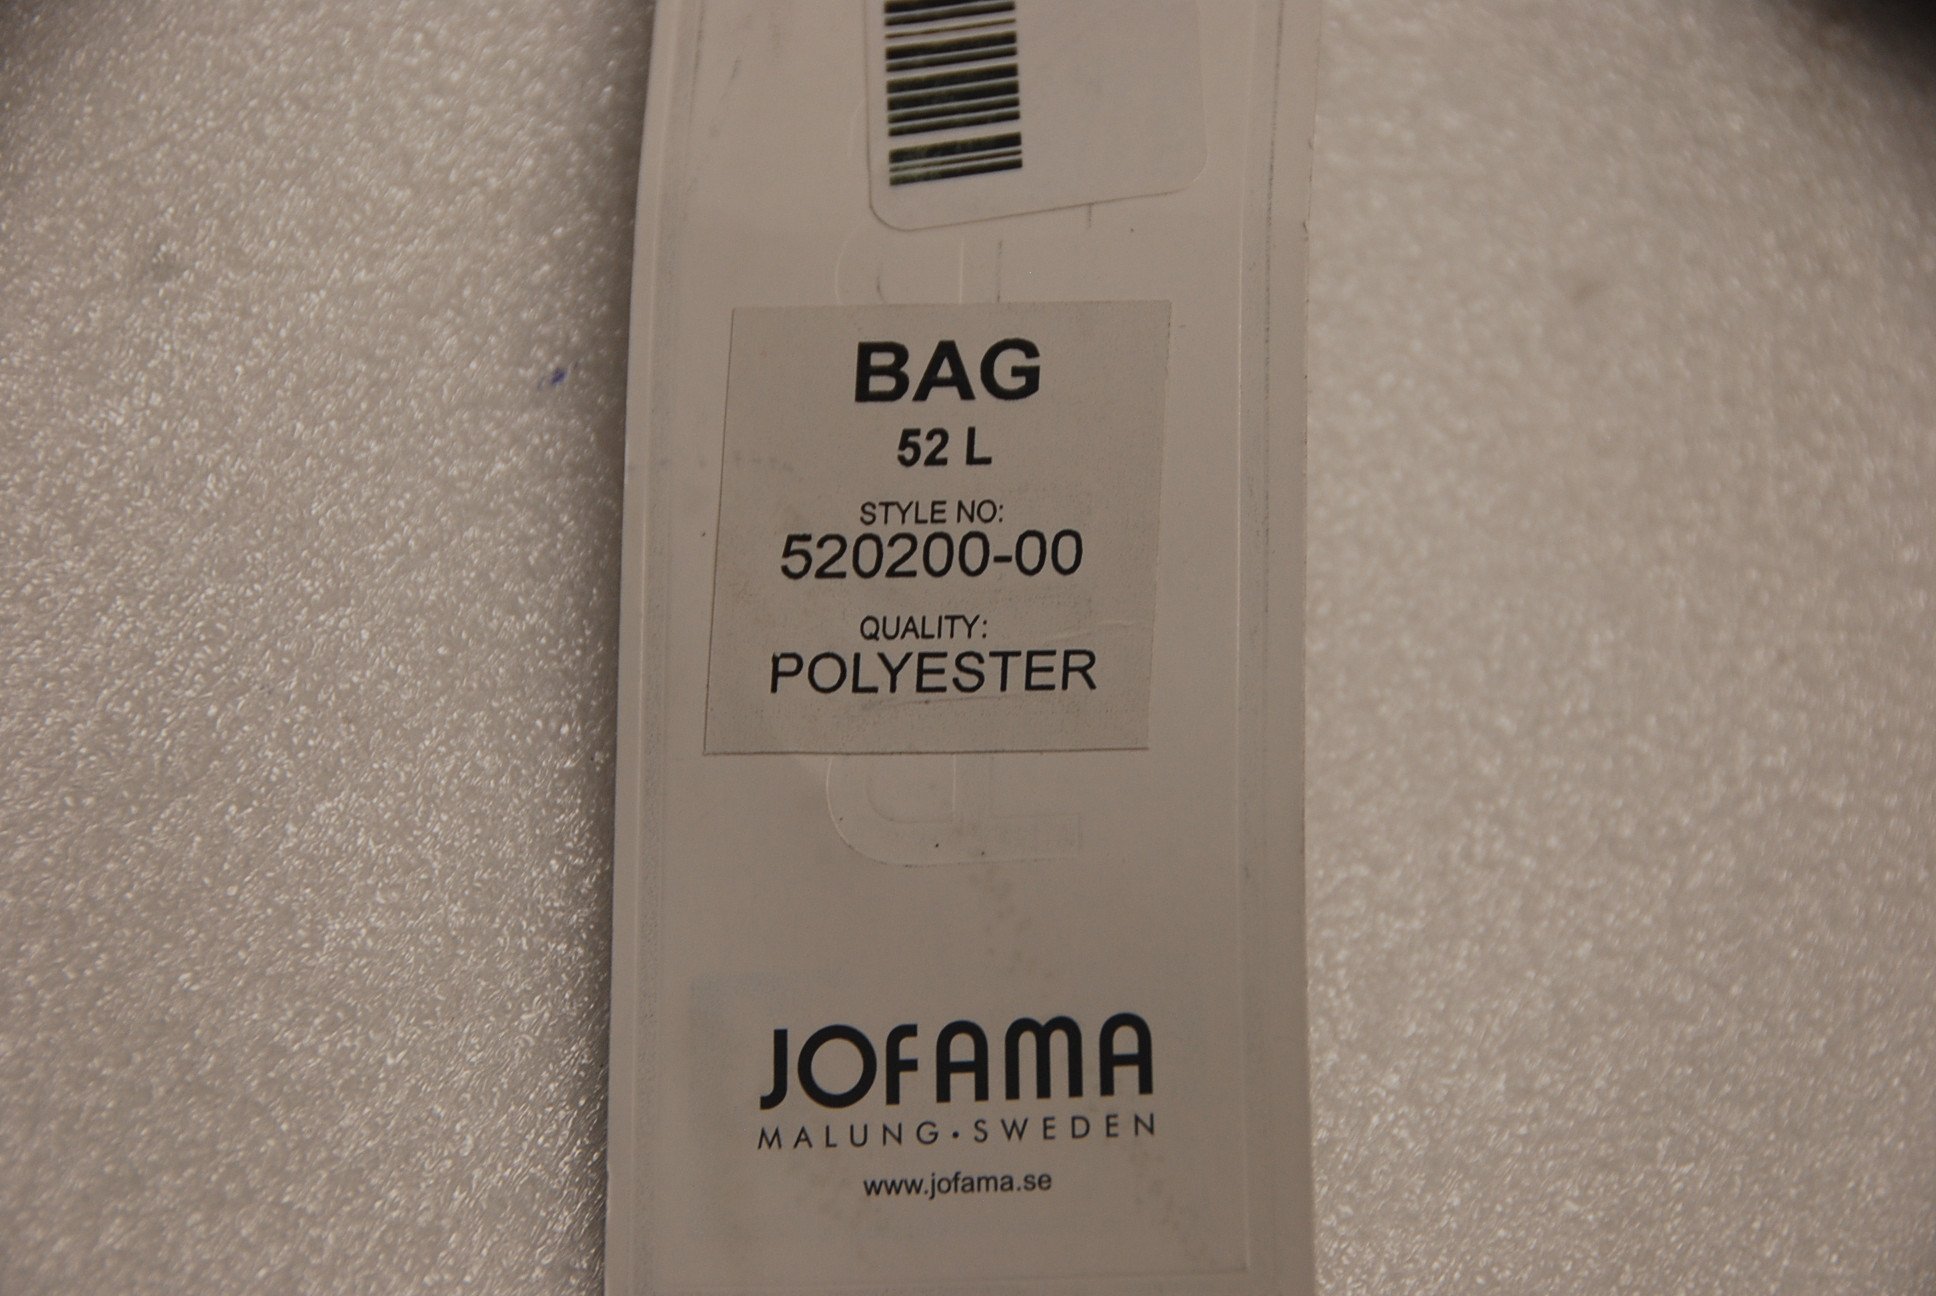 BAG
52 L
STYLE NO:
520200-00
QUALITY:
POLYESTER
JOFAMA
MALUNG·SWEDEN
www.jofama.se